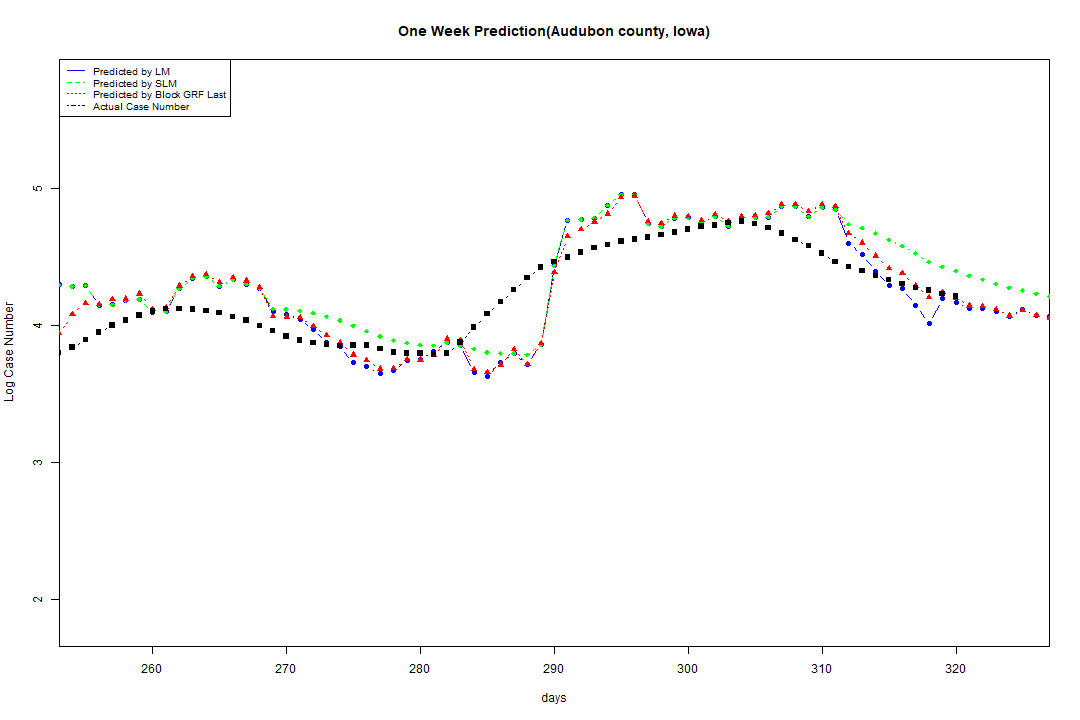 One Week Prediction(Audubon county, Iowa)
Predicted by LM
Predicted by SLM
Predicted by Block GRF Last
Actual Case Number
5
4
3
2
Log Case Number
260 270 280 290 300 310 320
days